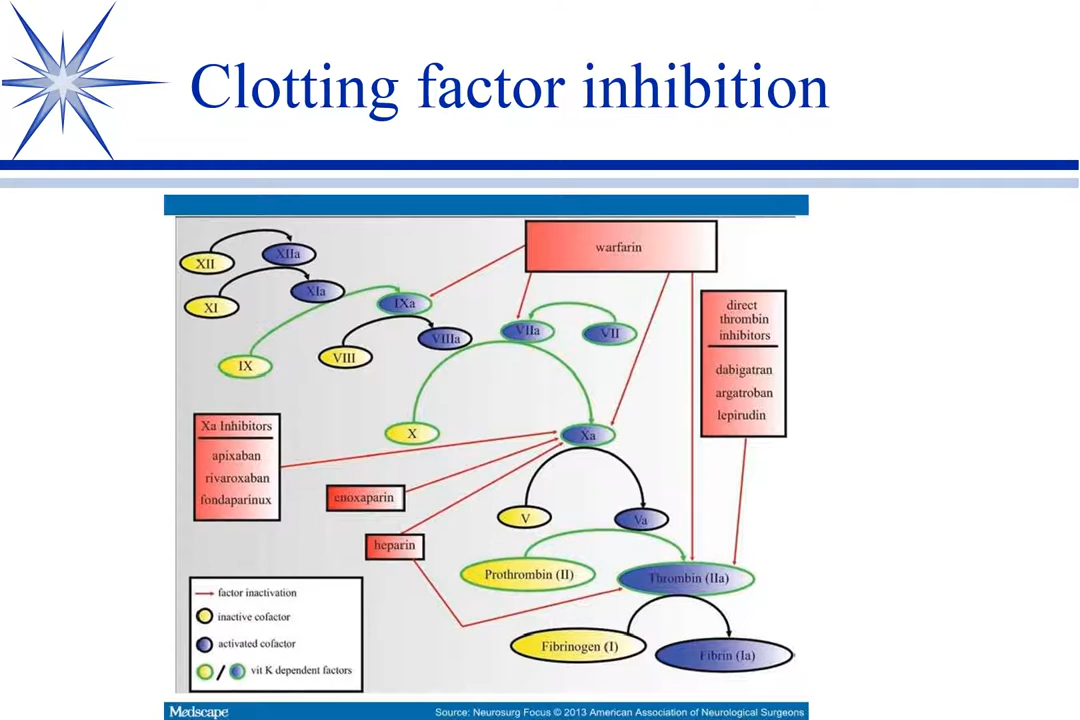 Clotting factor inhibition
XII
XIIa
XI
XIa
IXa
IX
VIII
VIIIa
warfarin
VIIa
VII
direct
thrombin
inhibitors
dabigatran
argatroban
lepirudin
X
Xa
Xa Inhibitors
apixaban
rivaroxaban
fondaparinux
enoxaparin
heparin
V
Va
Prothrombin (II)
Thrombin (IIa)
Fibrinogen (I)
Fibrin (Ia)
factor inactivation
inactive cofactor
activated cofactor
/ vit K dependent factors
Medscape
Source: Neurosurg Focus © 2013 American Association of Neurological Surgeons